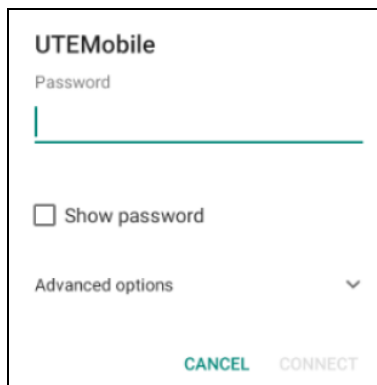 UTEMobile
Password
Show password
Advanced options
CANCEL CONNECT